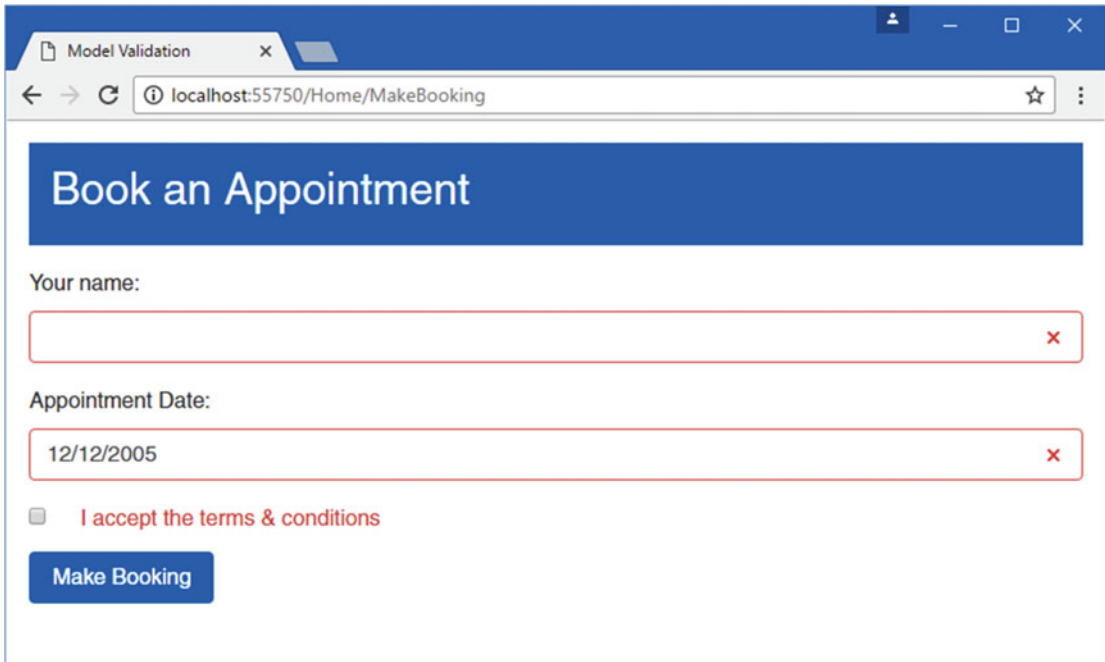 Model Validation
localhost:55750/Home/MakeBooking
Book an Appointment
Your name:
Appointment Date:
12/12/2005
I accept the terms & conditions
Make Booking